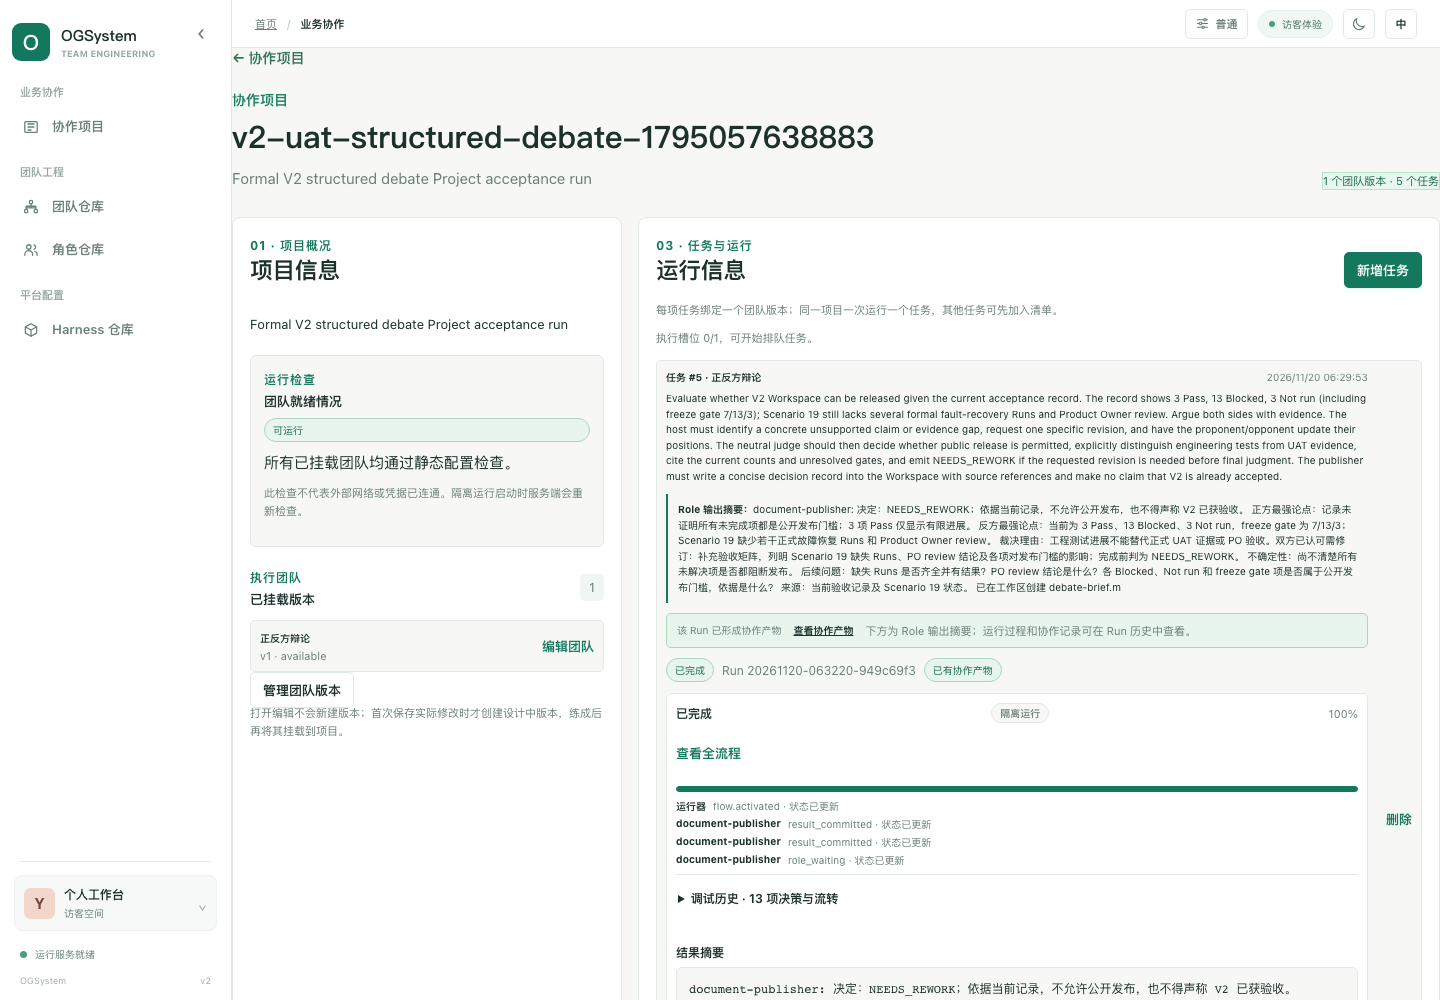 O
OGSystem
TEAM ENGINEERING
业务协作
协作项目
团队工程
团队仓库
角色仓库
平台配置
Harness 仓库
Y
个人工作台
访客空间
运行服务就绪
OGSystem v2
首页 / 业务协作
普通
访客体验
中
← 协作项目
协作项目
v2-uat-structured-debate-1795057638883
Formal V2 structured debate Project acceptance run
1 个团队版本 · 5 个任务
01 · 项目概况
项目信息
Formal V2 structured debate Project acceptance run
运行检查
团队就绪情况
可运行
所有已挂载团队均通过静态配置检查。
此检查不代表外部网络或凭据已连通。隔离运行启动时服务端会重
新检查。
执行团队
已挂载版本
1
正反方辩论
v1 · available
编辑团队
管理团队版本
打开编辑不会新建版本；首次保存实际修改时才创建设计中版本，练成后
再将其挂载到项目。
03 · 任务与运行
运行信息
新增任务
每项任务绑定一个团队版本；同一项目一次运行一个任务，其他任务可先加入清单。
执行槽位 0/1，可开始排队任务。
任务 #5 · 正反方辩论
2026/11/20 06:29:53
Evaluate whether V2 Workspace can be released given the current acceptance record. The record shows 3 Pass, 13 Blocked, 3 Not run (including
freeze gate 7/13/3); Scenario 19 still lacks several formal fault-recovery Runs and Product Owner review. Argue both sides with evidence. The
host must identify a concrete unsupported claim or evidence gap, request one specific revision, and have the proponent/opponent update their
positions. The neutral judge should then decide whether public release is permitted, explicitly distinguish engineering tests from UAT evidence,
cite the current counts and unresolved gates, and emit NEEDS_REWORK if the requested revision is needed before final judgment. The publisher
must write a concise decision record into the Workspace with source references and make no claim that V2 is already accepted.
Role 输出摘要：document-publisher: 决定：NEEDS_REWORK；依据当前记录，不允许公开发布，也不得声称 V2 已获验收。 正方最强论点：记录未
证明所有未完成项都是公开发布门槛；3 项 Pass 仅显示有限进展。 反方最强论点：当前为 3 Pass、13 Blocked、3 Not run，freeze gate 为 7/13/3；
Scenario 19 缺少若干正式故障恢复 Runs 和 Product Owner review。 裁决理由：工程测试进展不能替代正式 UAT 证据或 PO 验收。双方已认可需修
订：补充验收矩阵，列明 Scenario 19 缺失 Runs、PO review 结论及各项对发布门槛的影响；完成前判为 NEEDS_REWORK。 不确定性：尚不清楚所有
未解决项是否都阻断发布。 后续问题：缺失 Runs 是否齐全并有结果？PO review 结论是什么？各 Blocked、Not run 和 freeze gate 项是否属于公开发
布门槛，依据是什么？ 来源：当前验收记录及 Scenario 19 状态。 已在工作区创建 debate-brief.m
该 Run 已形成协作产物 查看协作产物 下方为 Role 输出摘要；运行过程和协作记录可在 Run 历史中查看。
已完成 Run 20261120-063220-949c69f3 已有协作产物
已完成 隔离运行 100%
查看全流程
运行器 flow.activated · 状态已更新
document-publisher result_committed · 状态已更新
document-publisher result_committed · 状态已更新
document-publisher role_waiting · 状态已更新
▶ 调试历史 · 13 项决策与流转
删除
结果摘要
document-publisher: 决定：NEEDS_REWORK；依据当前记录，不允许公开发布，也不得声称 V2 已获验收。